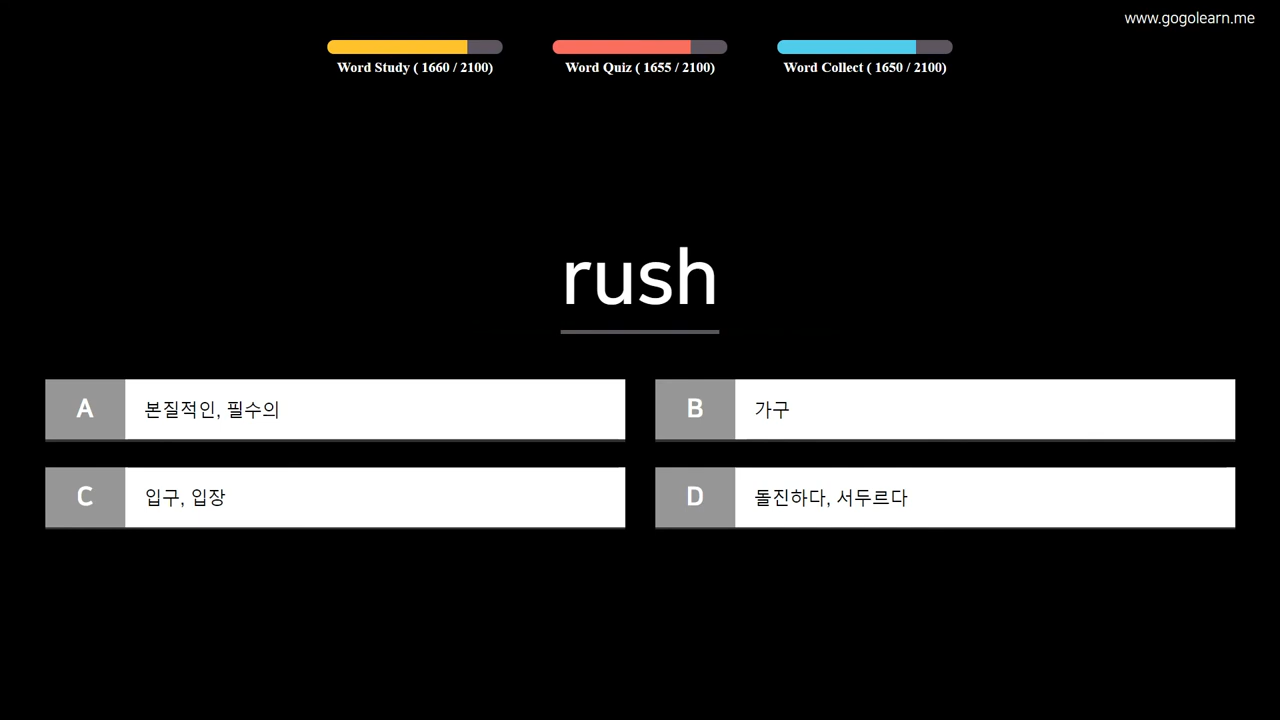 www.gogolearn.me
Word Study ( 1660 / 2100)
Word Quiz ( 1655 / 2100)
Word Collect ( 1650 / 2100)
rush
A 본질적인, 필수의
B 가구
C 입구, 입장
D 돌진하다, 서두르다